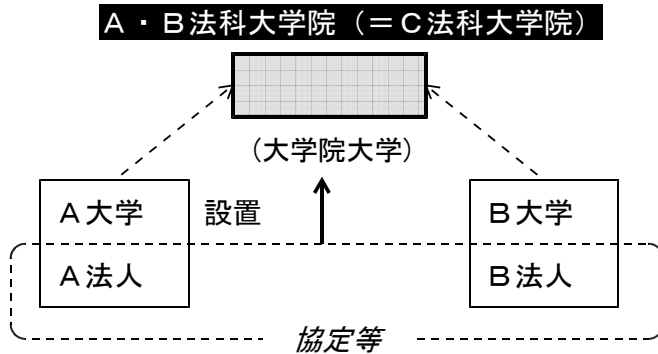 A・B法科大学院（＝C法科大学院）
（大学院大学）
A大学
設置
B大学
A法人
B法人
協定等